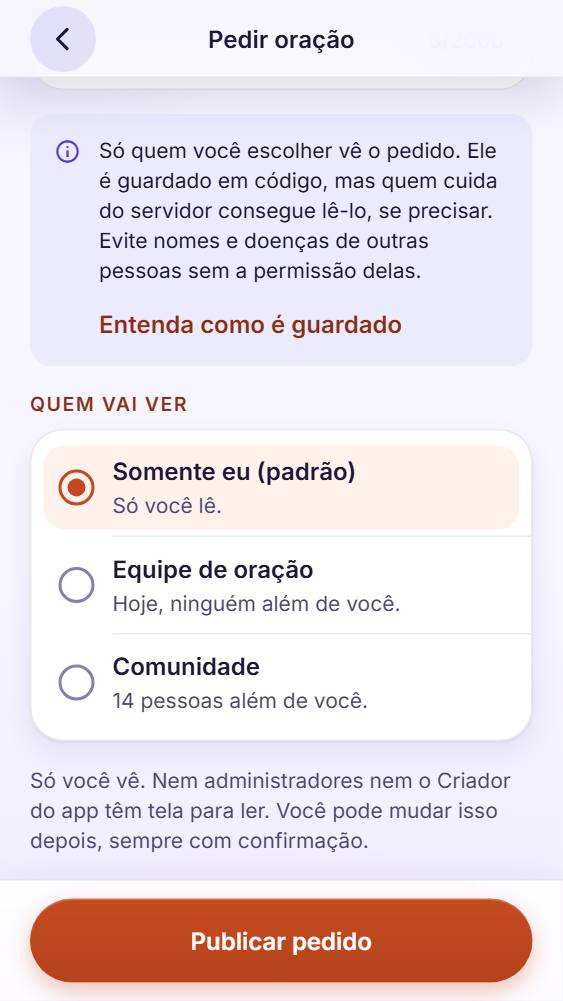 Pedir oração
Só quem você escolher vê o pedido. Ele
é guardado em código, mas quem cuida
do servidor consegue lê-lo, se precisar.
Evite nomes e doenças de outras
pessoas sem a permissão delas.
Entenda como é guardado
QUEM VAI VER
Somente eu (padrão)
Só você lê.
Equipe de oração
Hoje, ninguém além de você.
Comunidade
14 pessoas além de você.
Só você vê. Nem administradores nem o Criador
do app têm tela para ler. Você pode mudar isso
depois, sempre com confirmação.
Publicar pedido